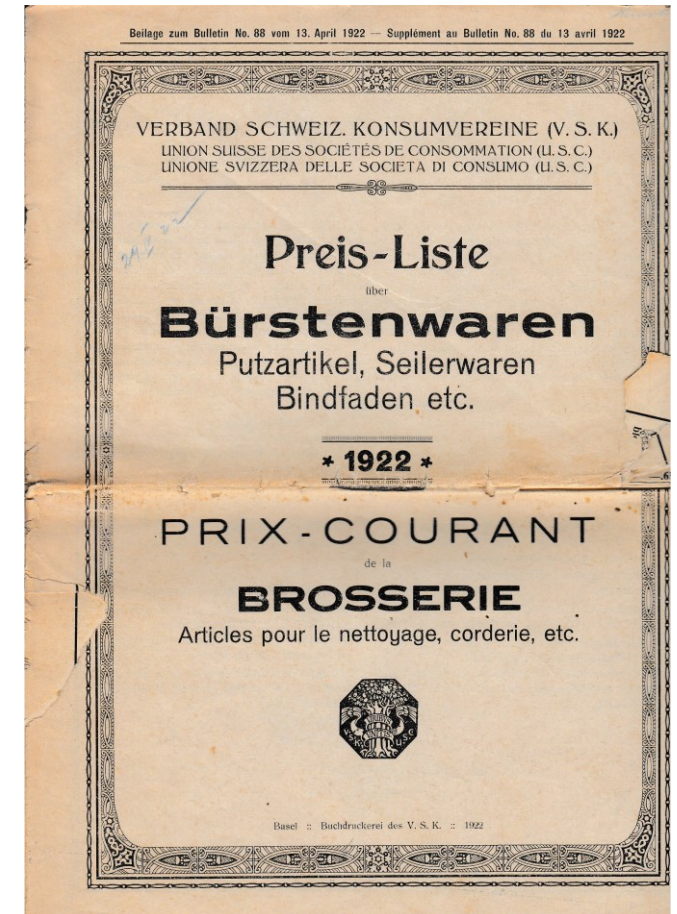 Beilage zum Bulletin No. 88 vom 13. April 1922 — Supplément au Bulletin No. 88 du 13 avril 1922
VERBAND SCHWEIZ. KONSUMVEREINE (V. S. K.)
UNION SUISSE DES SOCIÉTÉS DE CONSOMMATION (U. S. C.)
UNIONE SVIZZERA DELLE SOCIETA DI CONSUMO (U. S. C.)
Preis-Liste
über
Bürstenwaren
Putzartikel, Seilerwaren
Bindfaden etc.
* 1922 *
PRIX-COURANT
de la
BROSSERIE
Articles pour le nettoyage, corderie, etc.
V.S.K. U.S.C
Basel :: Buchdruckerei des V. S. K. :: 1922